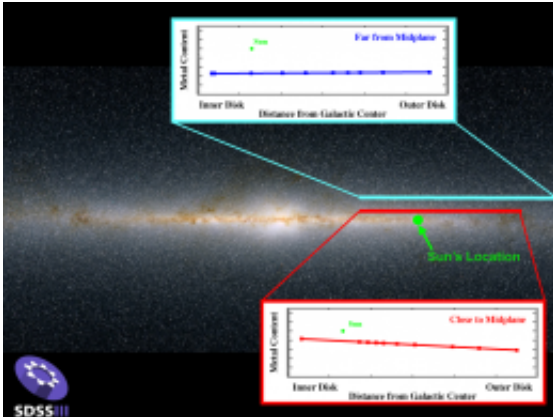 Far from Midplane
Sun
Metal Content
Inner Disk
Outer Disk
Distance from Galactic Center
Sun's Location
Close to Midplane
Sun
Metal Content
Inner Disk
Outer Disk
Distance from Galactic Center
SDSSIII